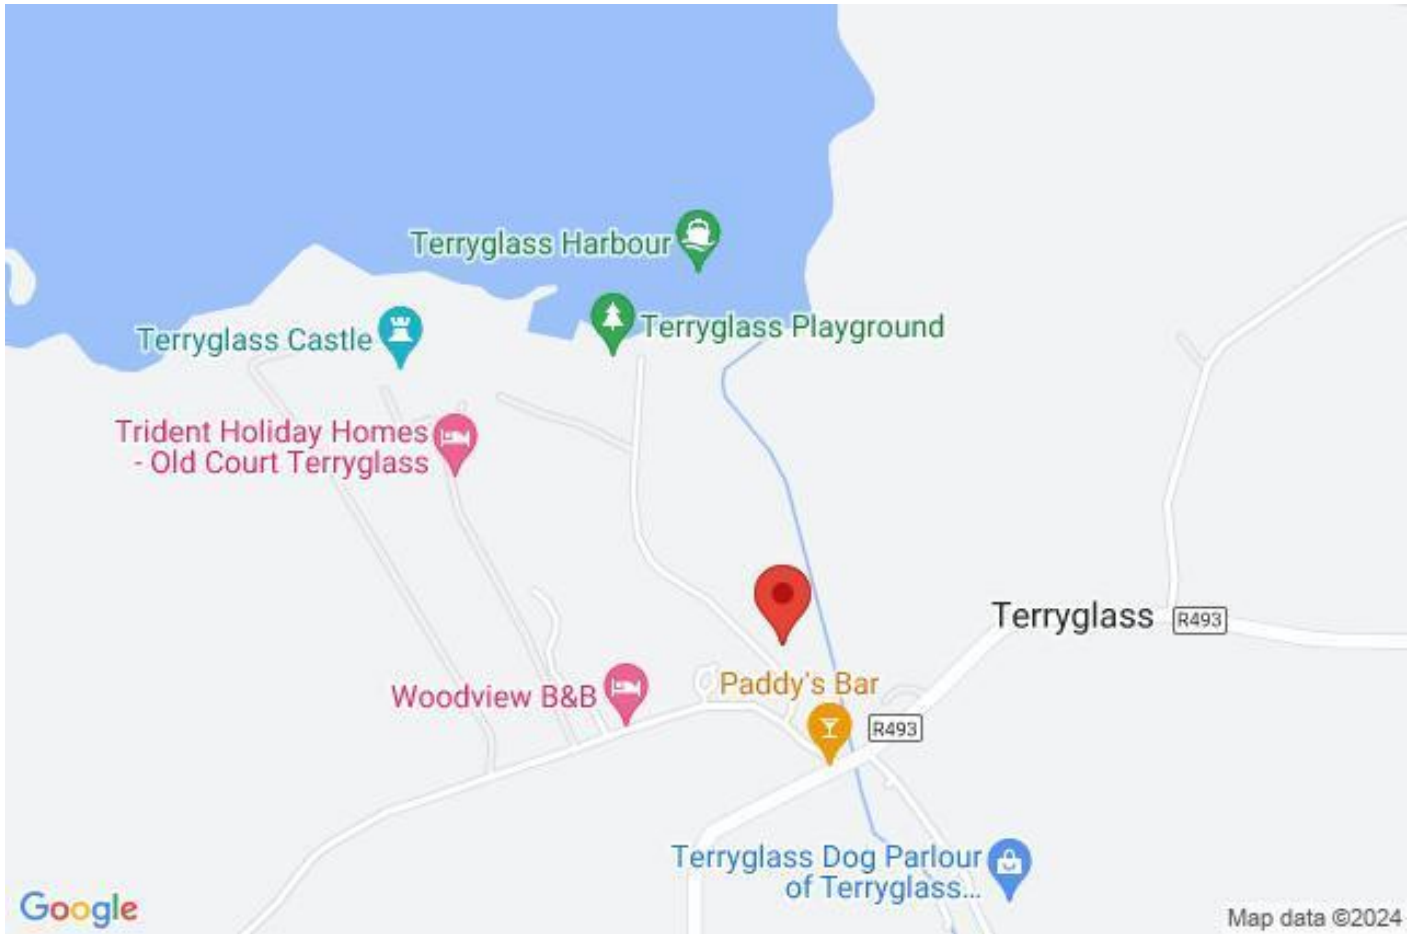 Terryglass Harbour
Terryglass Playground
Terryglass Castle
Trident Holiday Homes
- Old Court Terryglass
Terryglass
R493
Woodview B&B
Paddy's Bar
R493
Terryglass Dog Parlour
of Terryglass...
Google
Map data ©2024